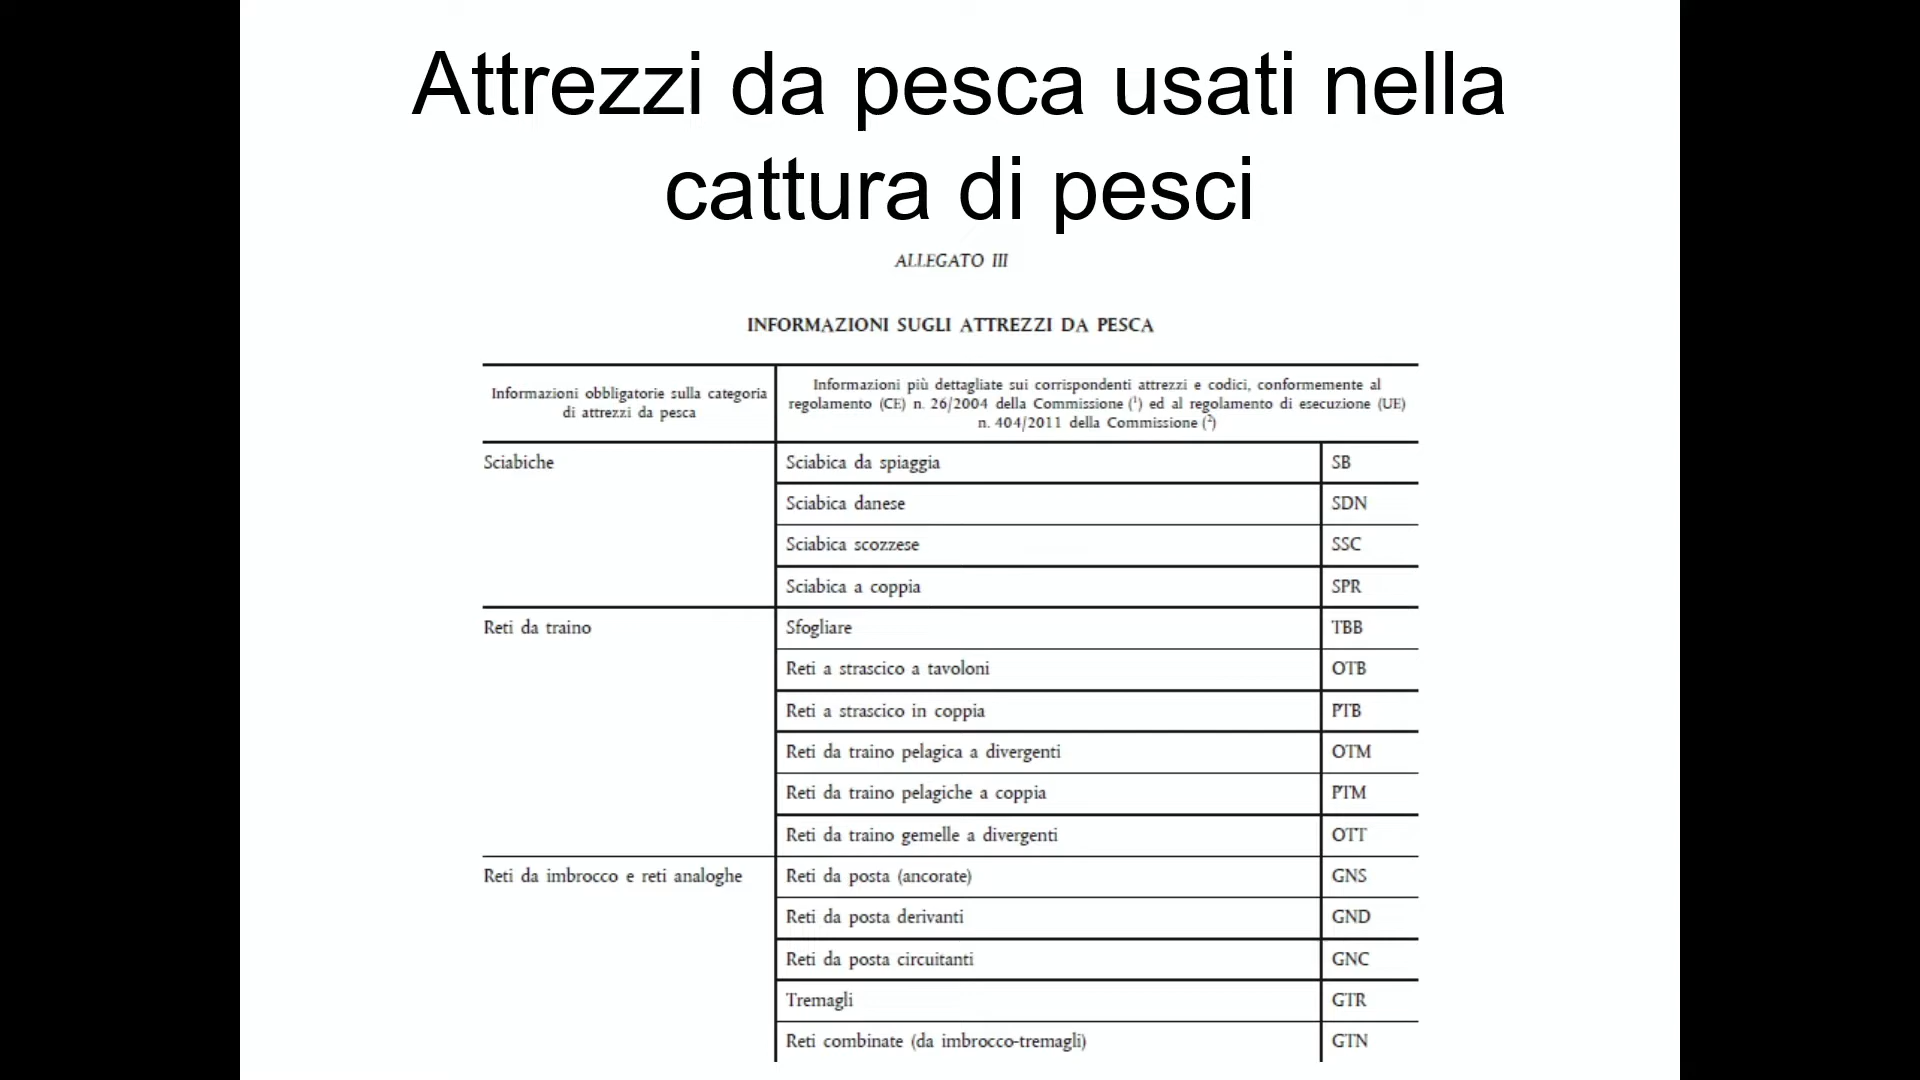 Attrezzi da pesca usati nella
cattura di pesci
ALLEGATO III
INFORMAZIONI SUGLI ATTREZZI DA PESCA
Informazioni obbligatorie sulla categoria
di attrezzi da pesca
Informazioni più dettagliate sui corrispondenti attrezzi e codici, conformemente al
regolamento (CE) n. 26/2004 della Commissione (1) ed al regolamento di esecuzione (UE)
n. 404/2011 della Commissione (2)
Sciabiche Sciabica da spiaggia SB
Sciabica danese SDN
Sciabica scozzese SSC
Sciabica a coppia SPR
Reti da traino Sfogliare TBB
Reti a strascico a tavoloni OTB
Reti a strascico in coppia PTB
Reti da traino pelagica a divergenti OTM
Reti da traino pelagiche a coppia PTM
Reti da traino gemelle a divergenti OTT
Reti da imbrocco e reti analoghe Reti da posta (ancorate) GNS
Reti da posta derivanti GND
Reti da posta circuitanti GNC
Tremagli GTR
Reti combinate (da imbrocco-tremagli) GTN